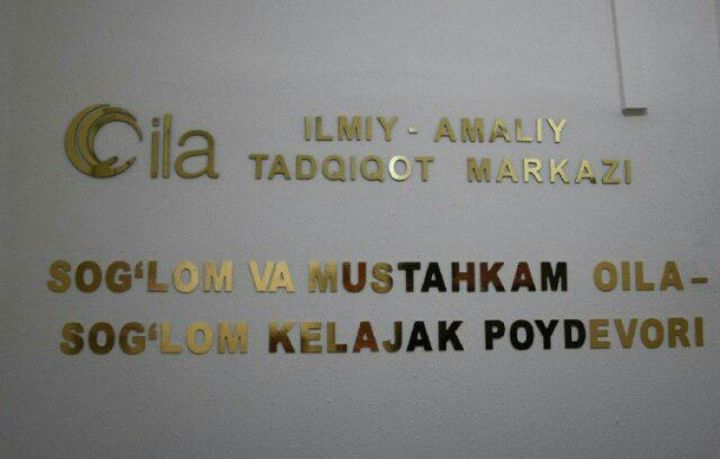 Oila ILMIY - AMALIY
TADQIQOT MARKAZI
SOG‘LOM VA MUSTAHKAM OILA –
SOG‘LOM KELAJAK POYDEVORI